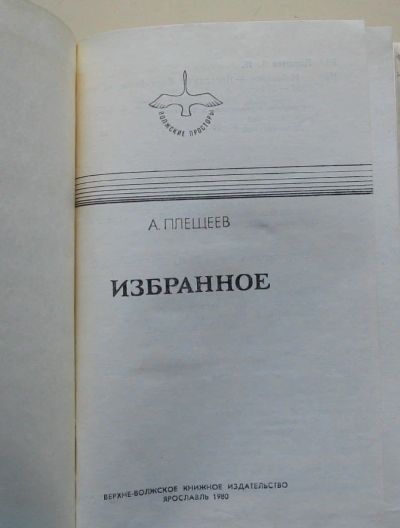 ВОЛЖСКИЕ ПРОСТОРЫ
А. ПЛЕЩЕЕВ
ИЗБРАННОЕ
ВЕРХНЕ-ВОЛЖСКОЕ КНИЖНОЕ ИЗДАТЕЛЬСТВО
ЯРОСЛАВЛЬ 1980